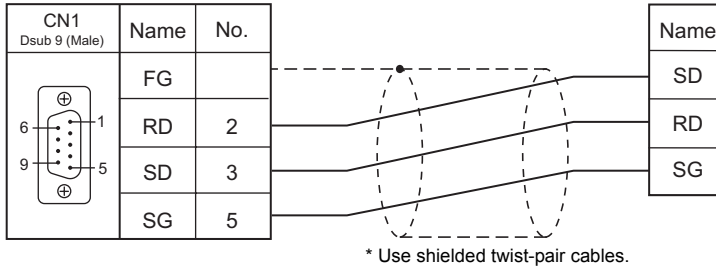 CN1
Dsub 9 (Male)
Name
No.
Name
FG
SD
RD
2
RD
SD
3
SG
SG
5
6
1
9
5
* Use shielded twist-pair cables.